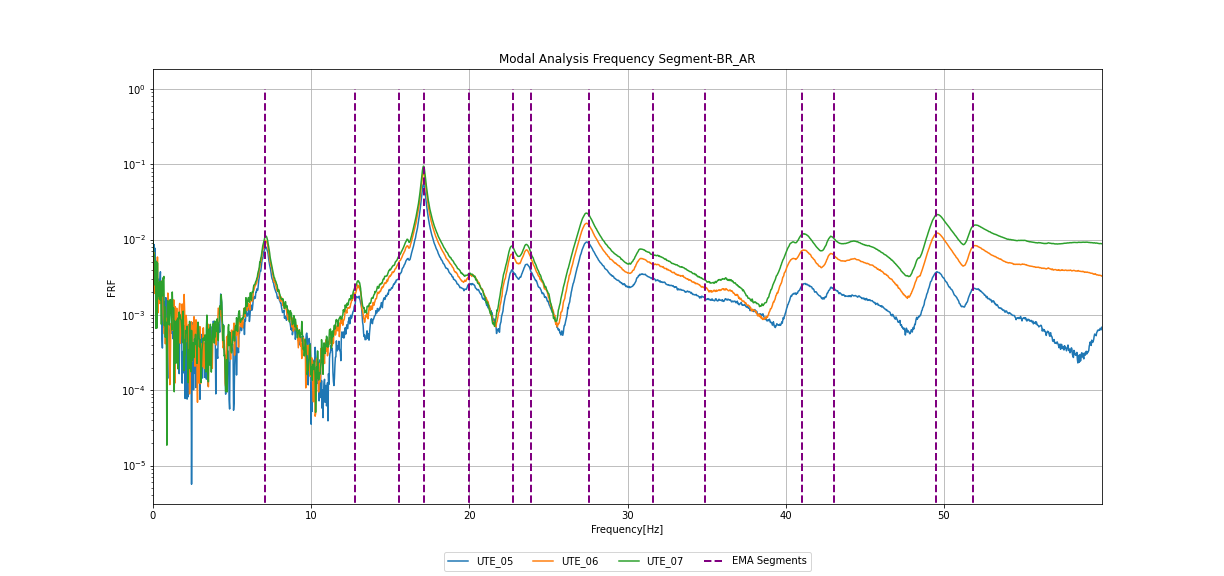 Modal Analysis Frequency Segment-BR_AR
10⁰
10⁻¹
10⁻²
10⁻³
10⁻⁴
10⁻⁵
FRF
0 10 20 30 40 50
Frequency[Hz]
UTE_05 UTE_06 UTE_07 EMA Segments